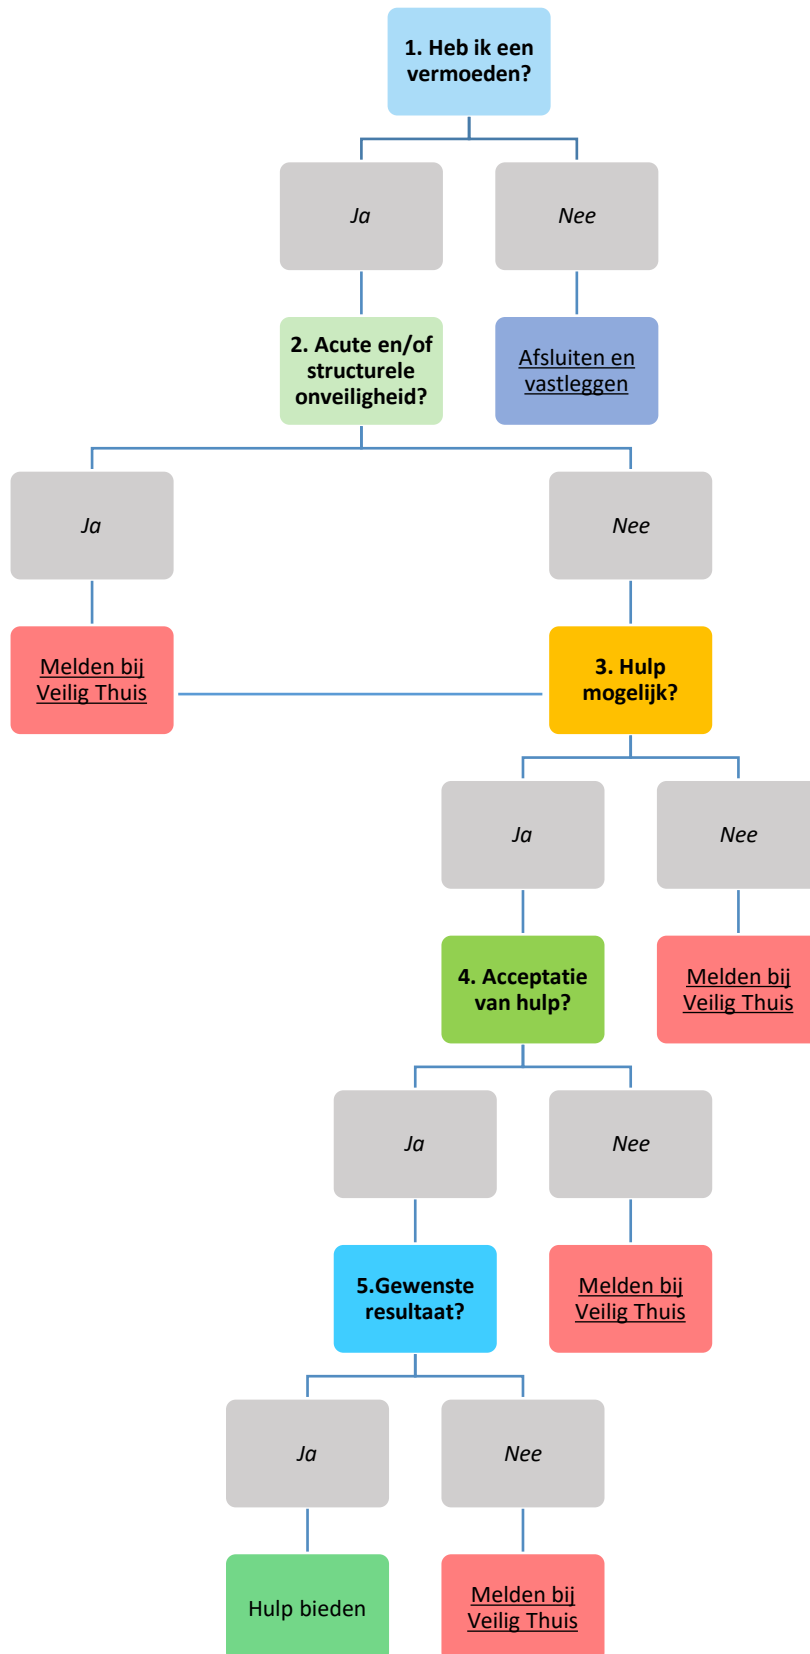 1. Heb ik een
vermoeden?
Ja
Nee
2. Acute en/of
structurele
onveiligheid?
Afsluiten en
vastleggen
Ja
Nee
Melden bij
Veilig Thuis
3. Hulp
mogelijk?
Ja
Nee
4. Acceptatie
van hulp?
Melden bij
Veilig Thuis
Ja
Nee
5.Gewenste
resultaat?
Melden bij
Veilig Thuis
Ja
Nee
Hulp bieden
Melden bij
Veilig Thuis